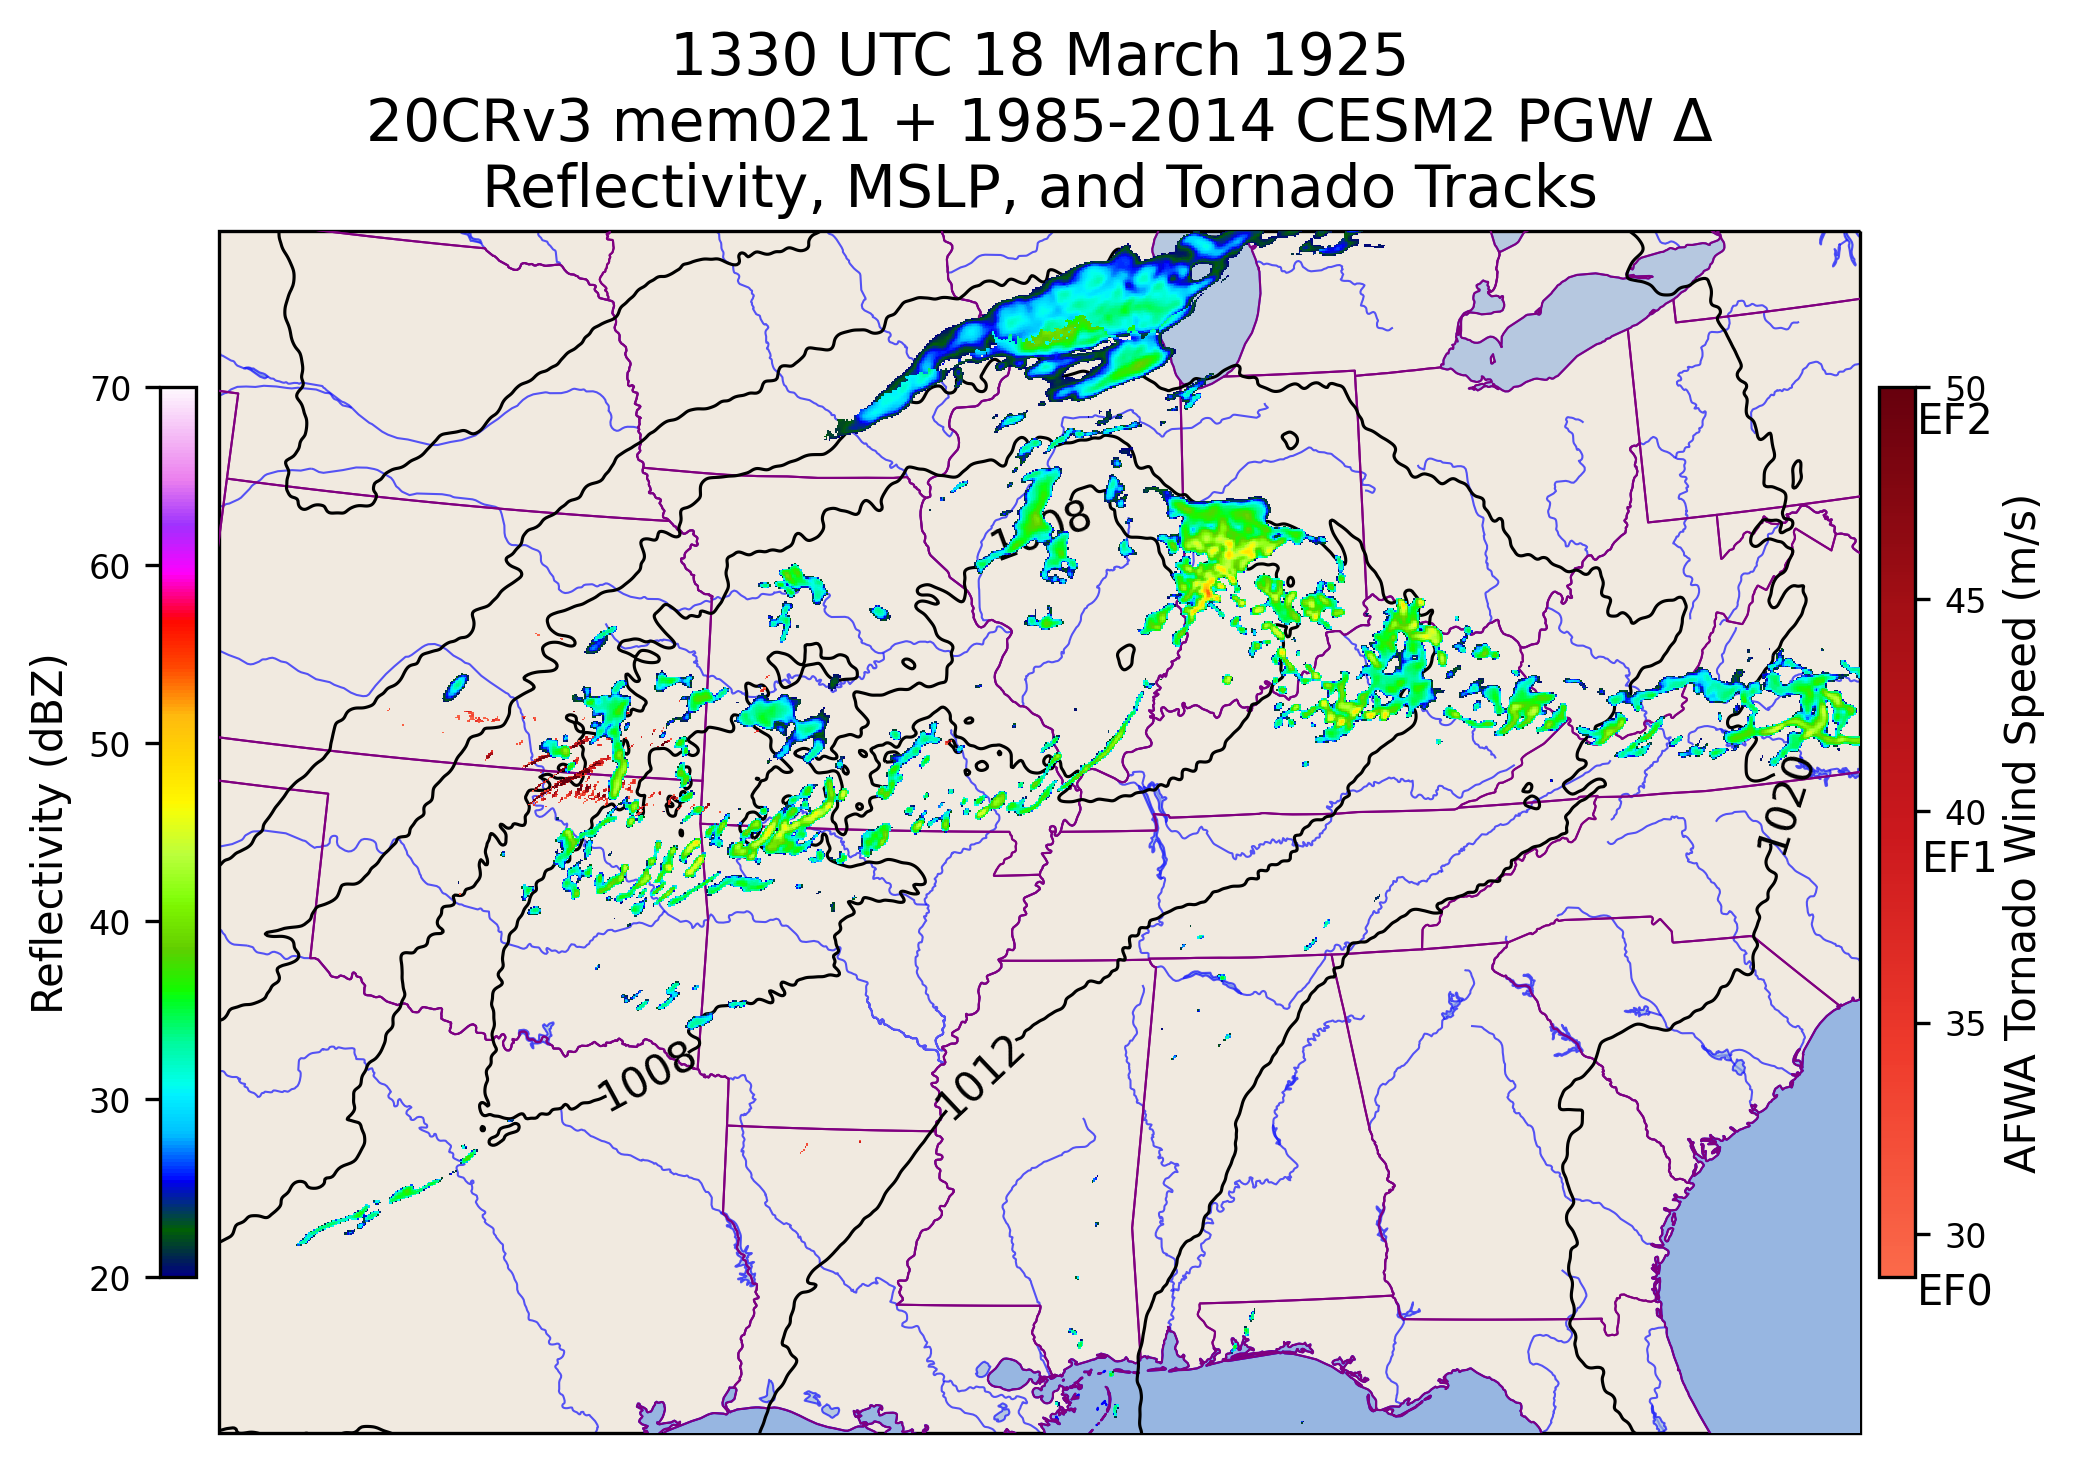 1330 UTC 18 March 1925
20CRv3 mem021 + 1985-2014 CESM2 PGW Δ
Reflectivity, MSLP, and Tornado Tracks
70
60
50
40
30
20
Reflectivity (dBZ)
1008
1008
1012
1020
50
EF2
45
40
EF1
35
30
EF0
AFWA Tornado Wind Speed (m/s)